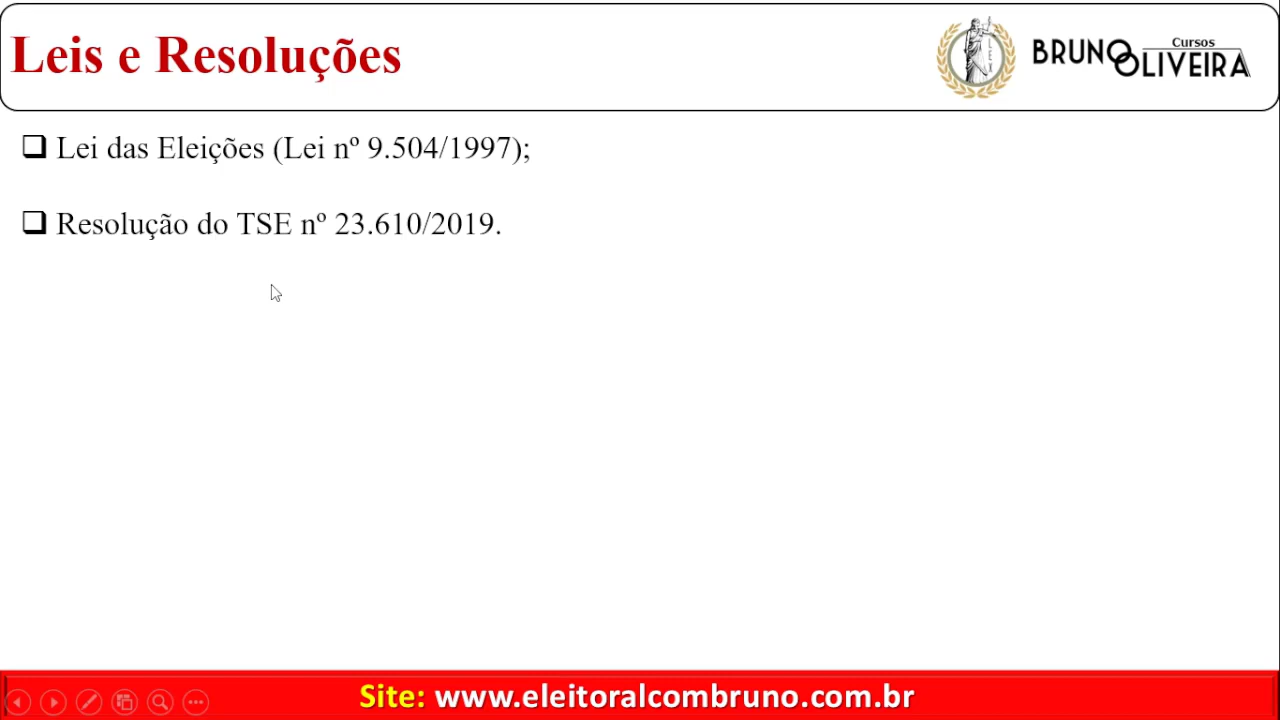 Leis e Resoluções
Cursos
BRUNO
OLIVEIRA
LEX
❑ Lei das Eleições (Lei nº 9.504/1997);
❑ Resolução do TSE nº 23.610/2019.
Site: www.eleitoralcombruno.com.br